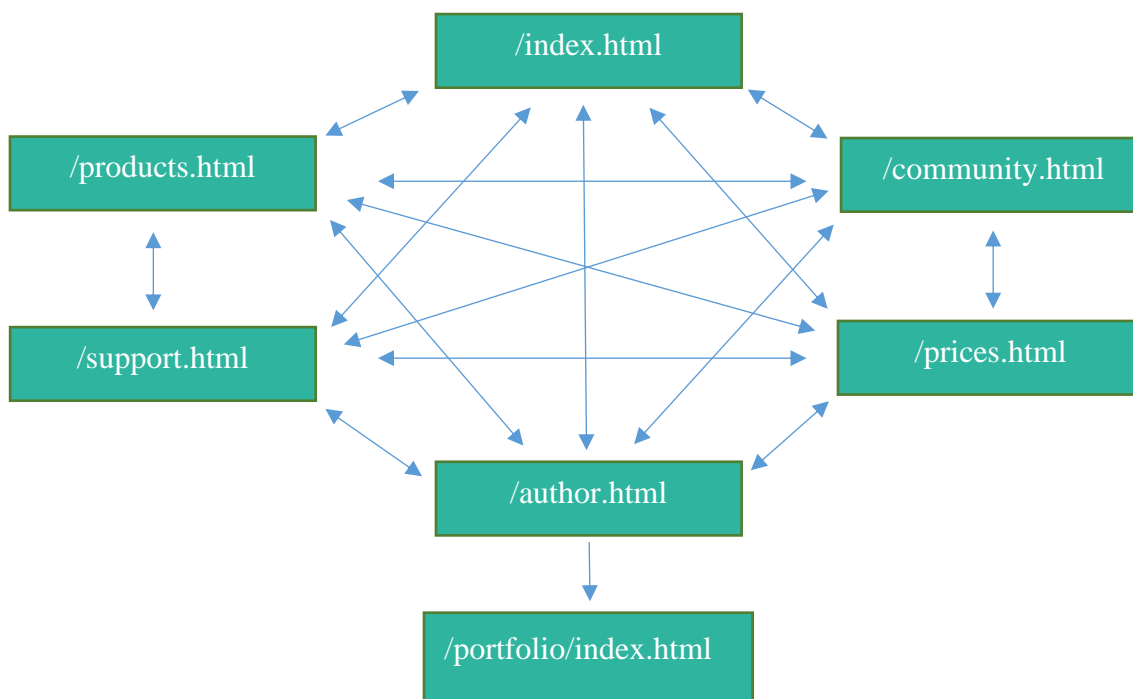 /index.html
/products.html
/community.html
/support.html
/prices.html
/author.html
/portfolio/index.html